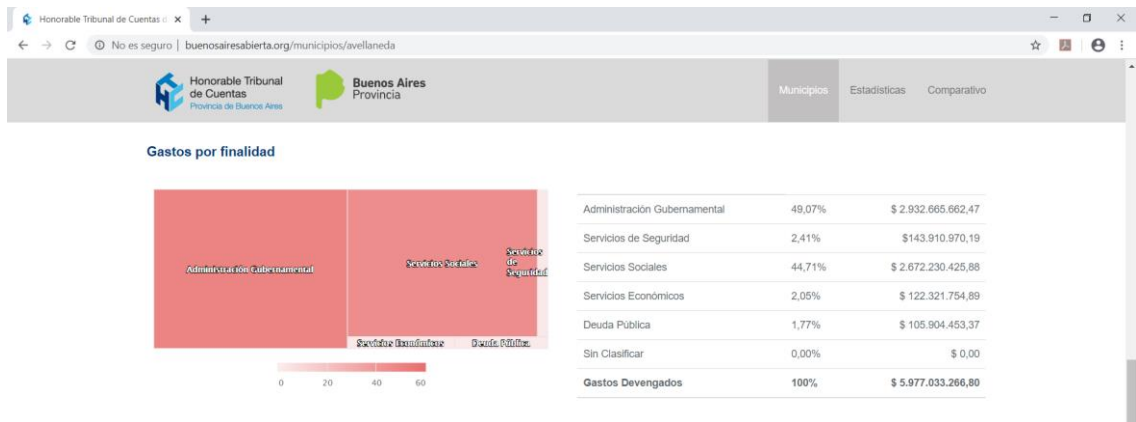 Honorable Tribunal de Cuentas d
No es seguro | buenosairesabierta.org/municipios/avellaneda
Honorable Tribunal
de Cuentas
Provincia de Buenos Aires
Buenos Aires
Provincia
Municipios
Estadísticas
Comparativo
Gastos por finalidad
Administración Gubernamental
Servicios Sociales
Servicios
de
Seguridad
Servicios Económicos
Deuda Pública
0 20 40 60
Administración Gubernamental 49,07% $ 2.932.665.662,47
Servicios de Seguridad 2,41% $143.910.970,19
Servicios Sociales 44,71% $ 2.672.230.425,88
Servicios Económicos 2,05% $ 122.321.754,89
Deuda Pública 1,77% $ 105.904.453,37
Sin Clasificar 0,00% $ 0,00
Gastos Devengados 100% $ 5.977.033.266,80